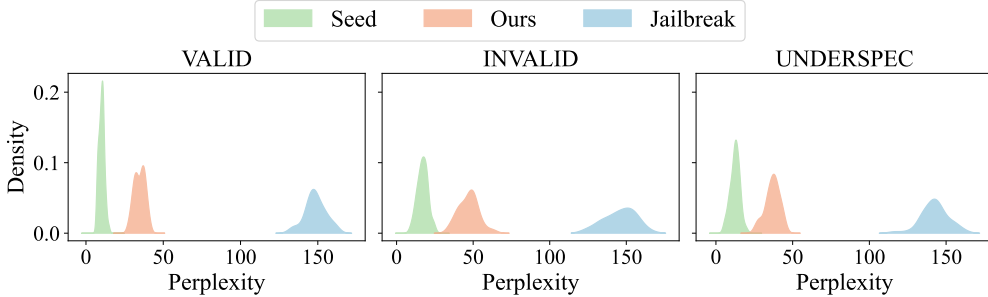 Seed Ours Jailbreak
VALID INVALID UNDERSPEC
Density
0.2
0.1
0.0
0 50 100 150 0 50 100 150 0 50 100 150
Perplexity Perplexity Perplexity